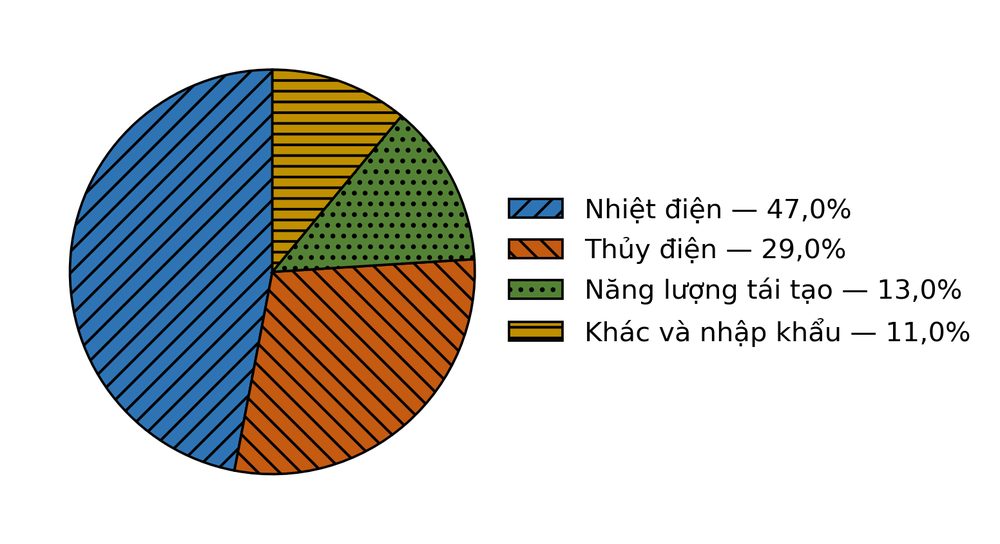 Nhiệt điện — 47,0%
Thủy điện — 29,0%
Năng lượng tái tạo — 13,0%
Khác và nhập khẩu — 11,0%